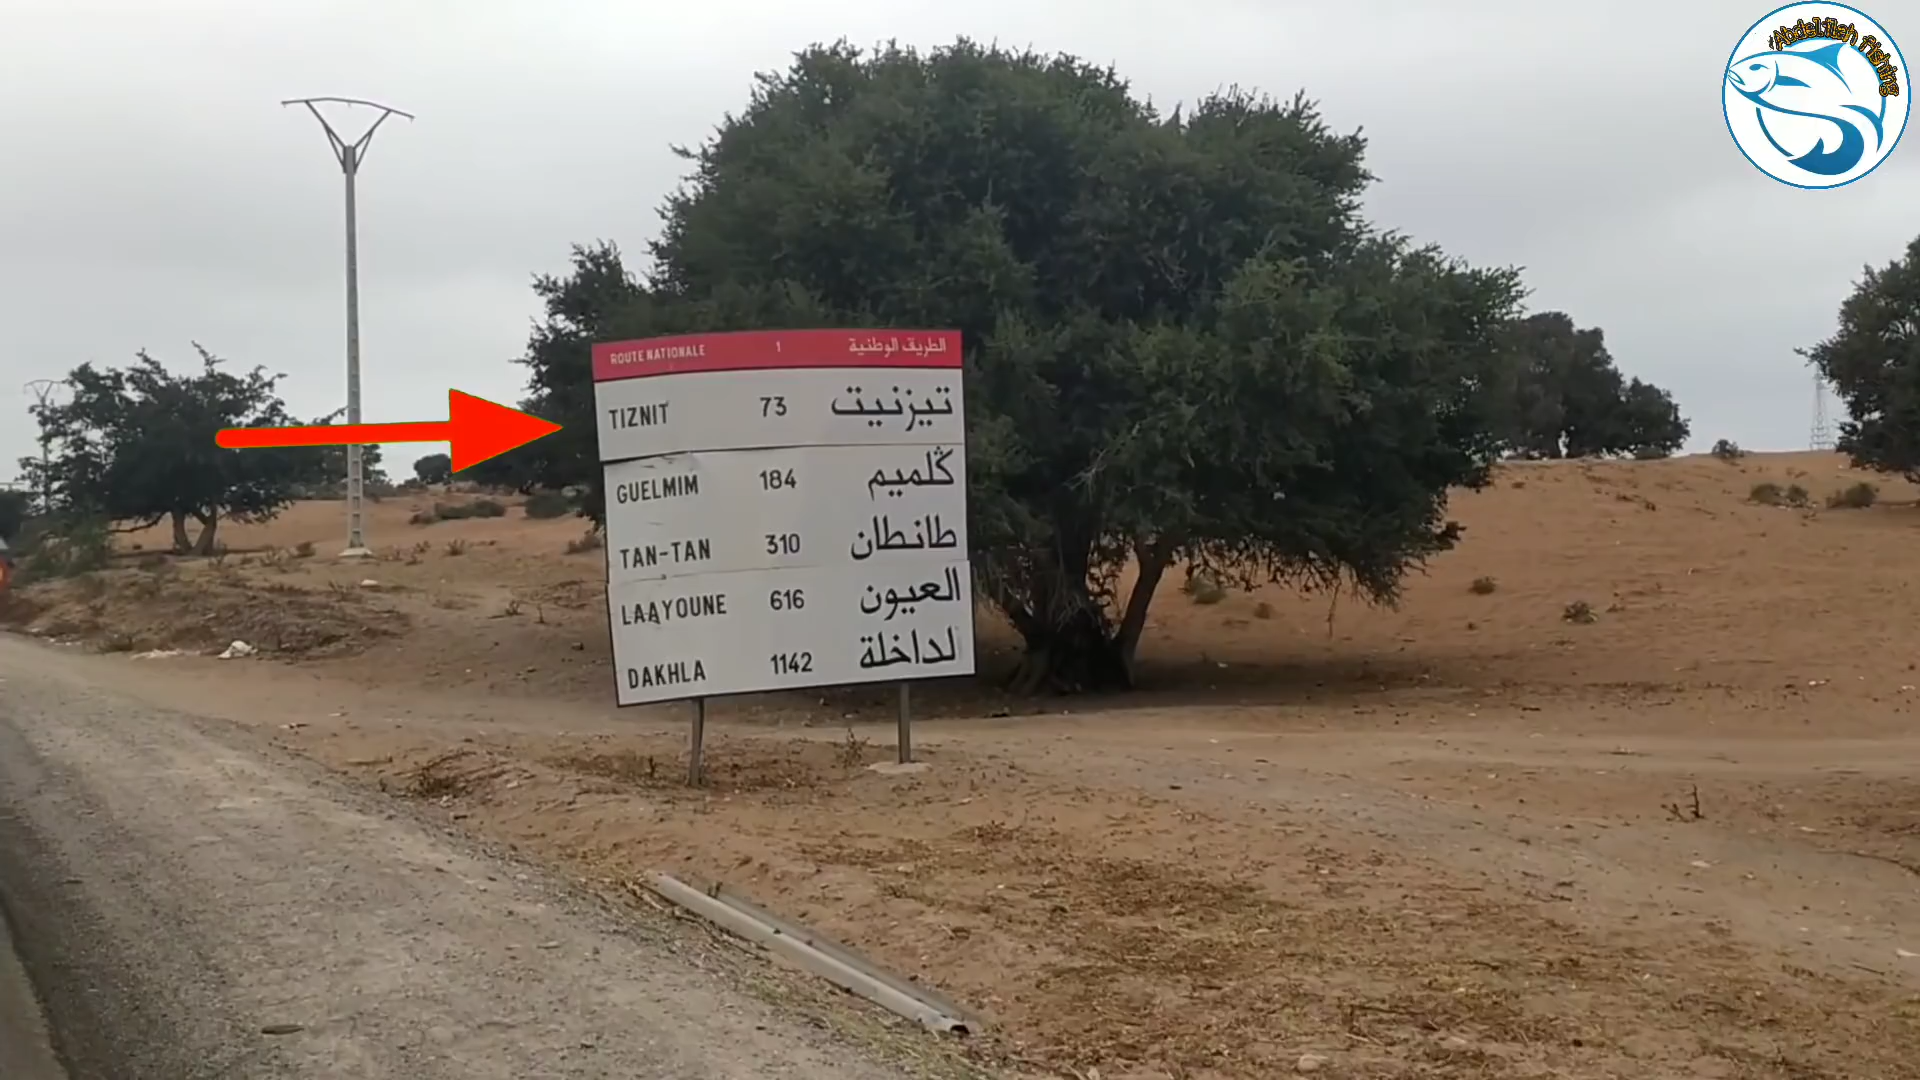 Abdelilah fishing
ROUTE NATIONALE 1 الطريق الوطنية
TIZNIT 73 تيزنيت
GUELMIM 184 ݣلميم
TAN-TAN 310 طانطان
LAAYOUNE 616 العيون
DAKHLA 1142 لداخلة